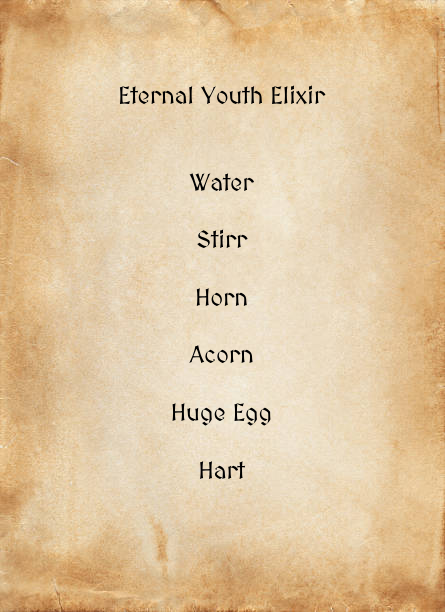 Eternal Youth Elixir
Water
Stirr
Horn
Acorn
Huge Egg
Hart